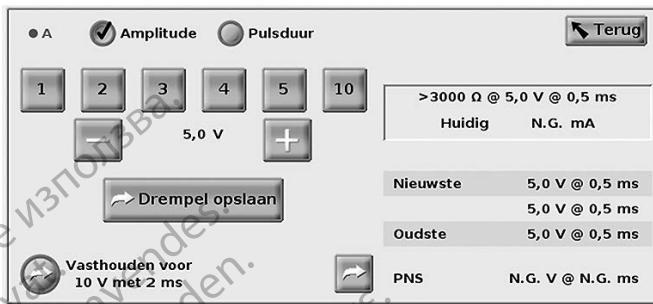 A Amplitude Pulsduur Terug
1 2 3 4 5 10
>3000 Ω @ 5,0 V @ 0,5 ms
Huidig N.G. mA
− 5,0 V +
Drempel opslaan
Nieuwste 5,0 V @ 0,5 ms
5,0 V @ 0,5 ms
Oudste 5,0 V @ 0,5 ms
Vasthouden voor
10 V met 2 ms
PNS N.G. V @ N.G. ms